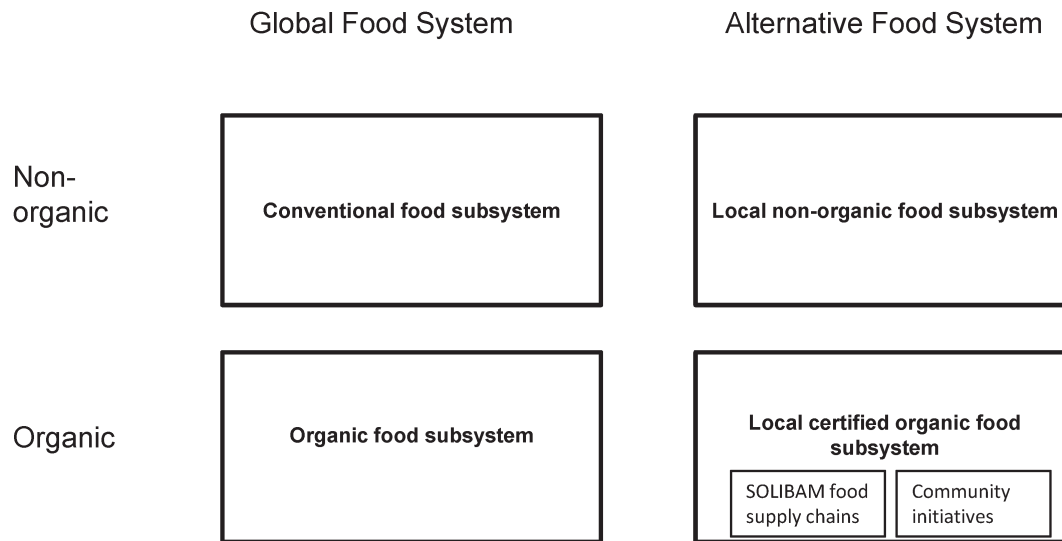 Global Food System
Alternative Food System
Non-
organic
Conventional food subsystem
Local non-organic food subsystem
Organic
Organic food subsystem
Local certified organic food
subsystem
SOLIBAM food
supply chains
Community
initiatives